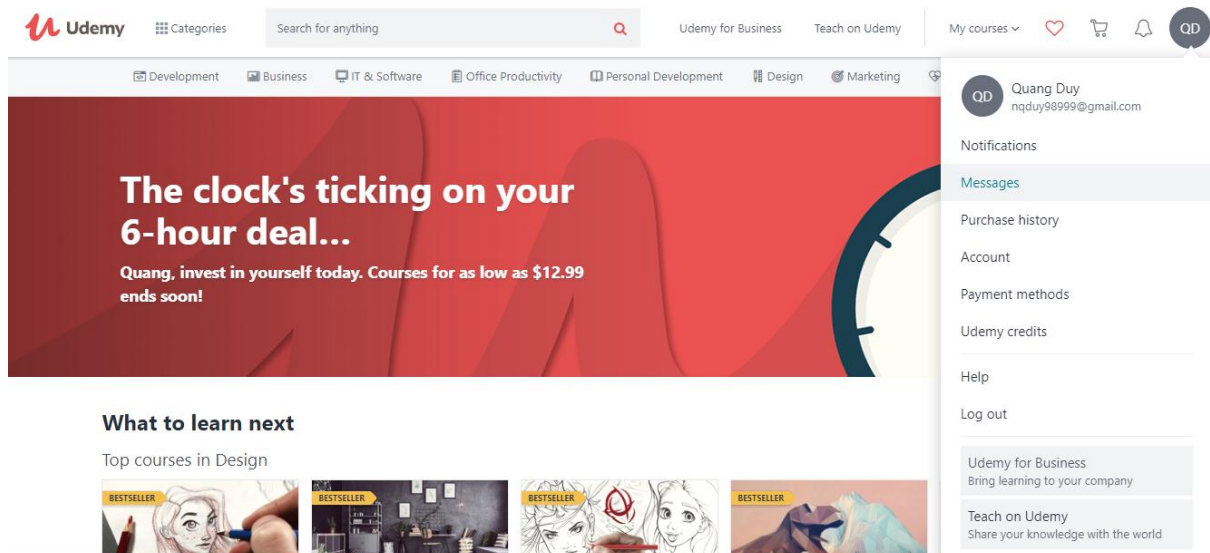 Udemy
Categories
Search for anything
Udemy for Business
Teach on Udemy
My courses
QD
Development
Business
IT & Software
Office Productivity
Personal Development
Design
Marketing
The clock's ticking on your
6-hour deal...
Quang, invest in yourself today. Courses for as low as $12.99
ends soon!
QD
Quang Duy
nqduy98999@gmail.com
Notifications
Messages
Purchase history
Account
Payment methods
Udemy credits
Help
Log out
Udemy for Business
Bring learning to your company
Teach on Udemy
Share your knowledge with the world
What to learn next
Top courses in Design
BESTSELLER
BESTSELLER
BESTSELLER
BESTSELLER